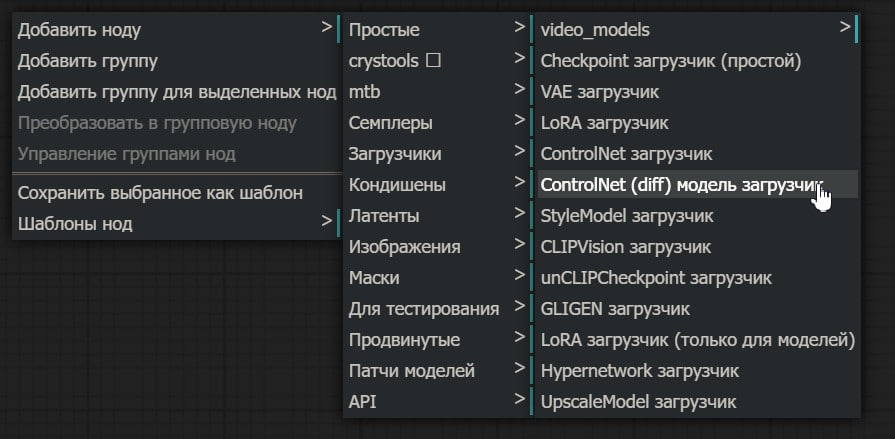 Добавить ноду >
Добавить группу
Добавить группу для выделенных нод
Преобразовать в групповую ноду
Управление группами нод
Сохранить выбранное как шаблон
Шаблоны нод >
Простые >
crystools □ >
mtb >
Семплеры >
Загрузчики >
Кондишены >
Латенты >
Изображения >
Маски >
Для тестирования >
Продвинутые >
Патчи моделей >
API >
video_models >
Checkpoint загрузчик (простой)
VAE загрузчик
LoRA загрузчик
ControlNet загрузчик
ControlNet (diff) модель загрузчик
StyleModel загрузчик
CLIPVision загрузчик
unCLIPCheckpoint загрузчик
GLIGEN загрузчик
LoRA загрузчик (только для моделей)
Hypernetwork загрузчик
UpscaleModel загрузчик